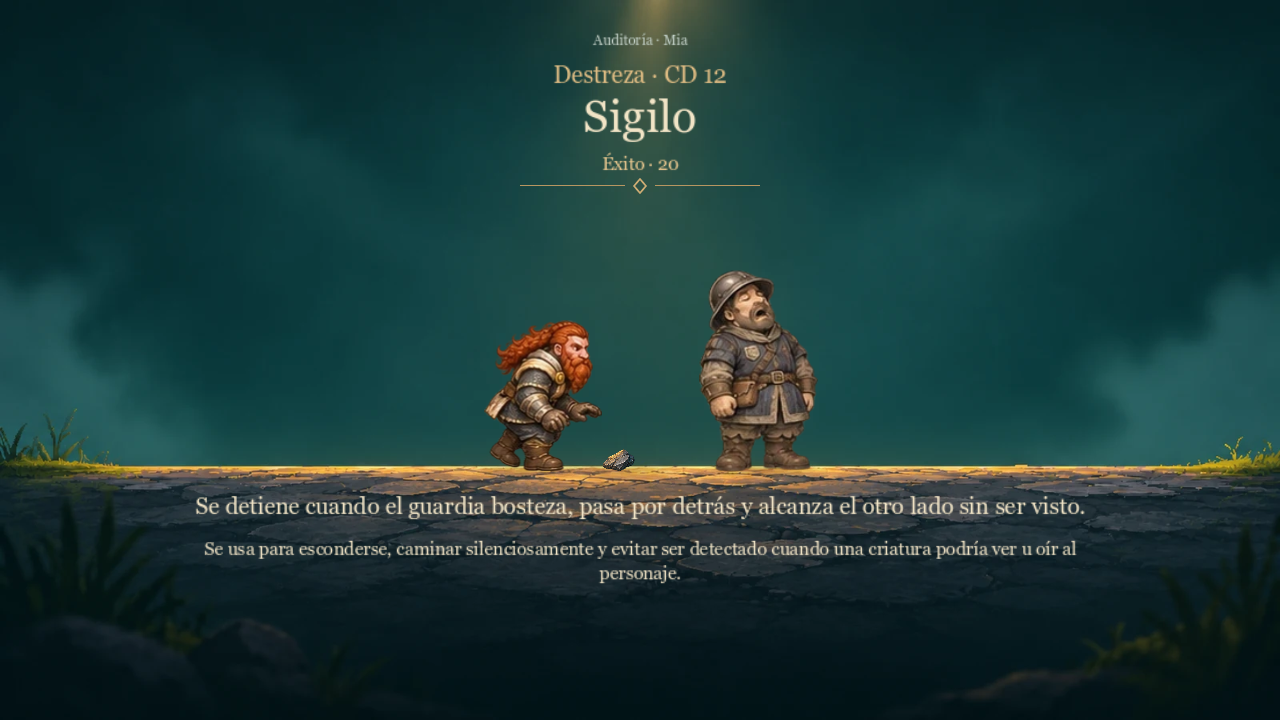 Auditoría · Mia
Destreza · CD 12
Sigilo
Éxito · 20
Se detiene cuando el guardia bosteza, pasa por detrás y alcanza el otro lado sin ser visto.
Se usa para esconderse, caminar silenciosamente y evitar ser detectado cuando una criatura podría ver u oír al
personaje.